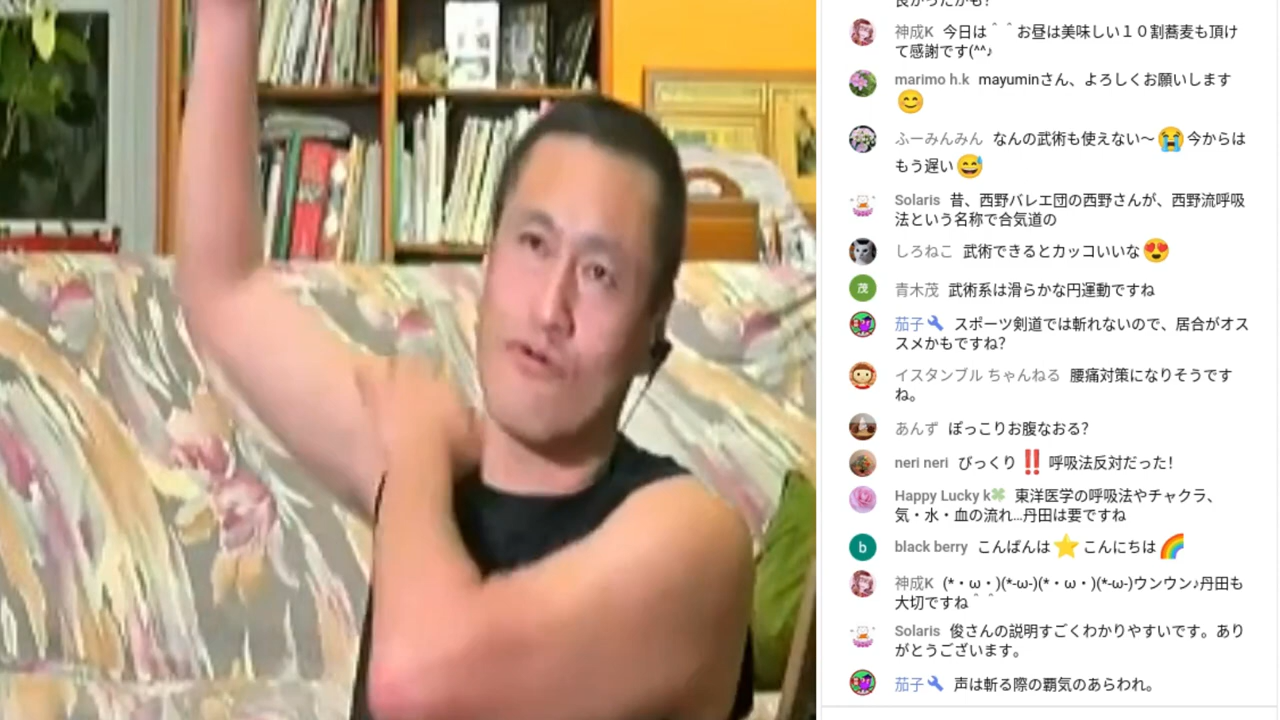 神成K 今日は＾＾お昼は美味しい１０割蕎麦も頂け
て感謝です(^^♪
marimo h.k mayuminさん、よろしくお願いします
😊
ふーみんみん なんの武術も使えない〜😭今からは
もう遅い😅
Solaris 昔、西野バレエ団の西野さんが、西野流呼吸
法という名称で合気道の
しろねこ 武術できるとカッコいいな😍
茂
青木茂 武術系は滑らかな円運動ですね
茄子🔧 スポーツ剣道では斬れないので、居合がオス
スメかもですね？
イスタンブル ちゃんねる 腰痛対策になりそうです
ね。
あんず ぽっこりお腹なおる？
neri neri びっくり‼️呼吸法反対だった！
Happy Lucky k🍀 東洋医学の呼吸法やチャクラ、
気・水・血の流れ...丹田は要ですね
b
black berry こんばんは⭐こんにちは🌈
神成K (*・ω・)(*-ω-)(*・ω・)(*-ω-)ウンウン♪丹田も
大切ですね＾＾
Solaris 俊さんの説明すごくわかりやすいです。あり
がとうございます。
茄子🔧 声は斬る際の覇気のあらわれ。